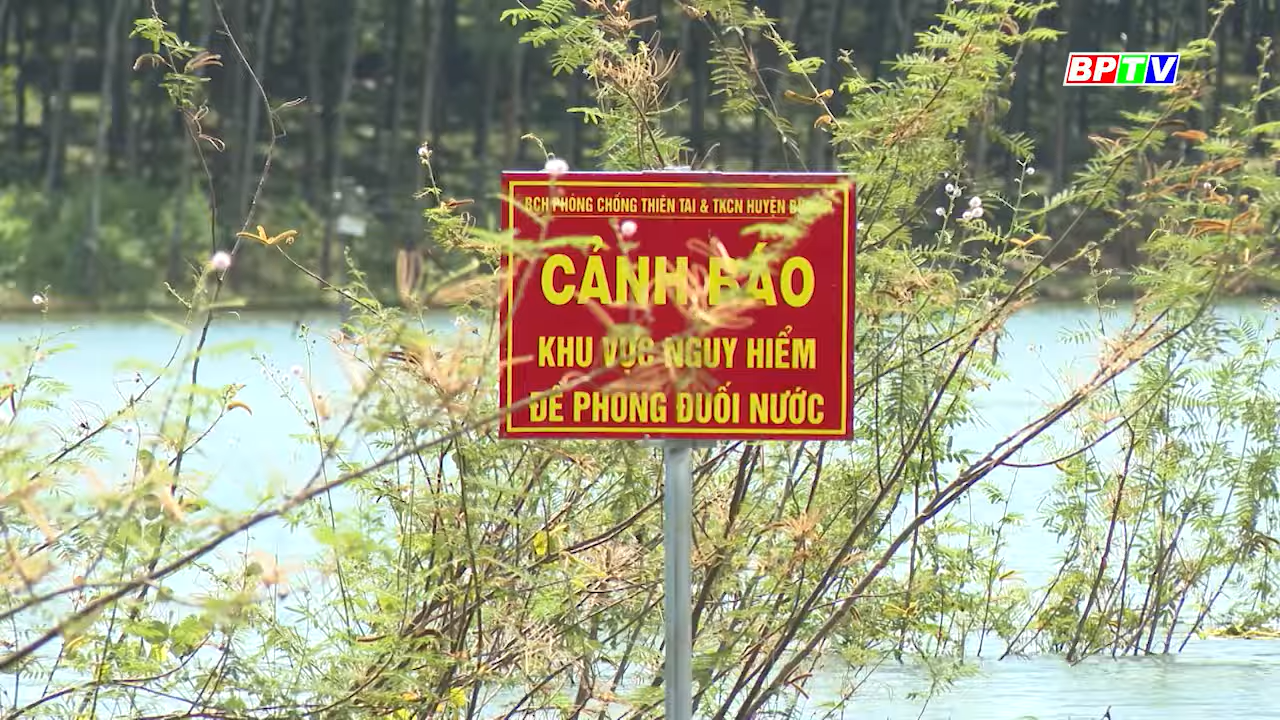 BPTV
BCH PHÒNG CHỐNG THIÊN TAI & TKCN HUYỆN
CẢNH BÁO
KHU VỰC NGUY HIỂM
ĐỀ PHÒNG ĐUỐI NƯỚC